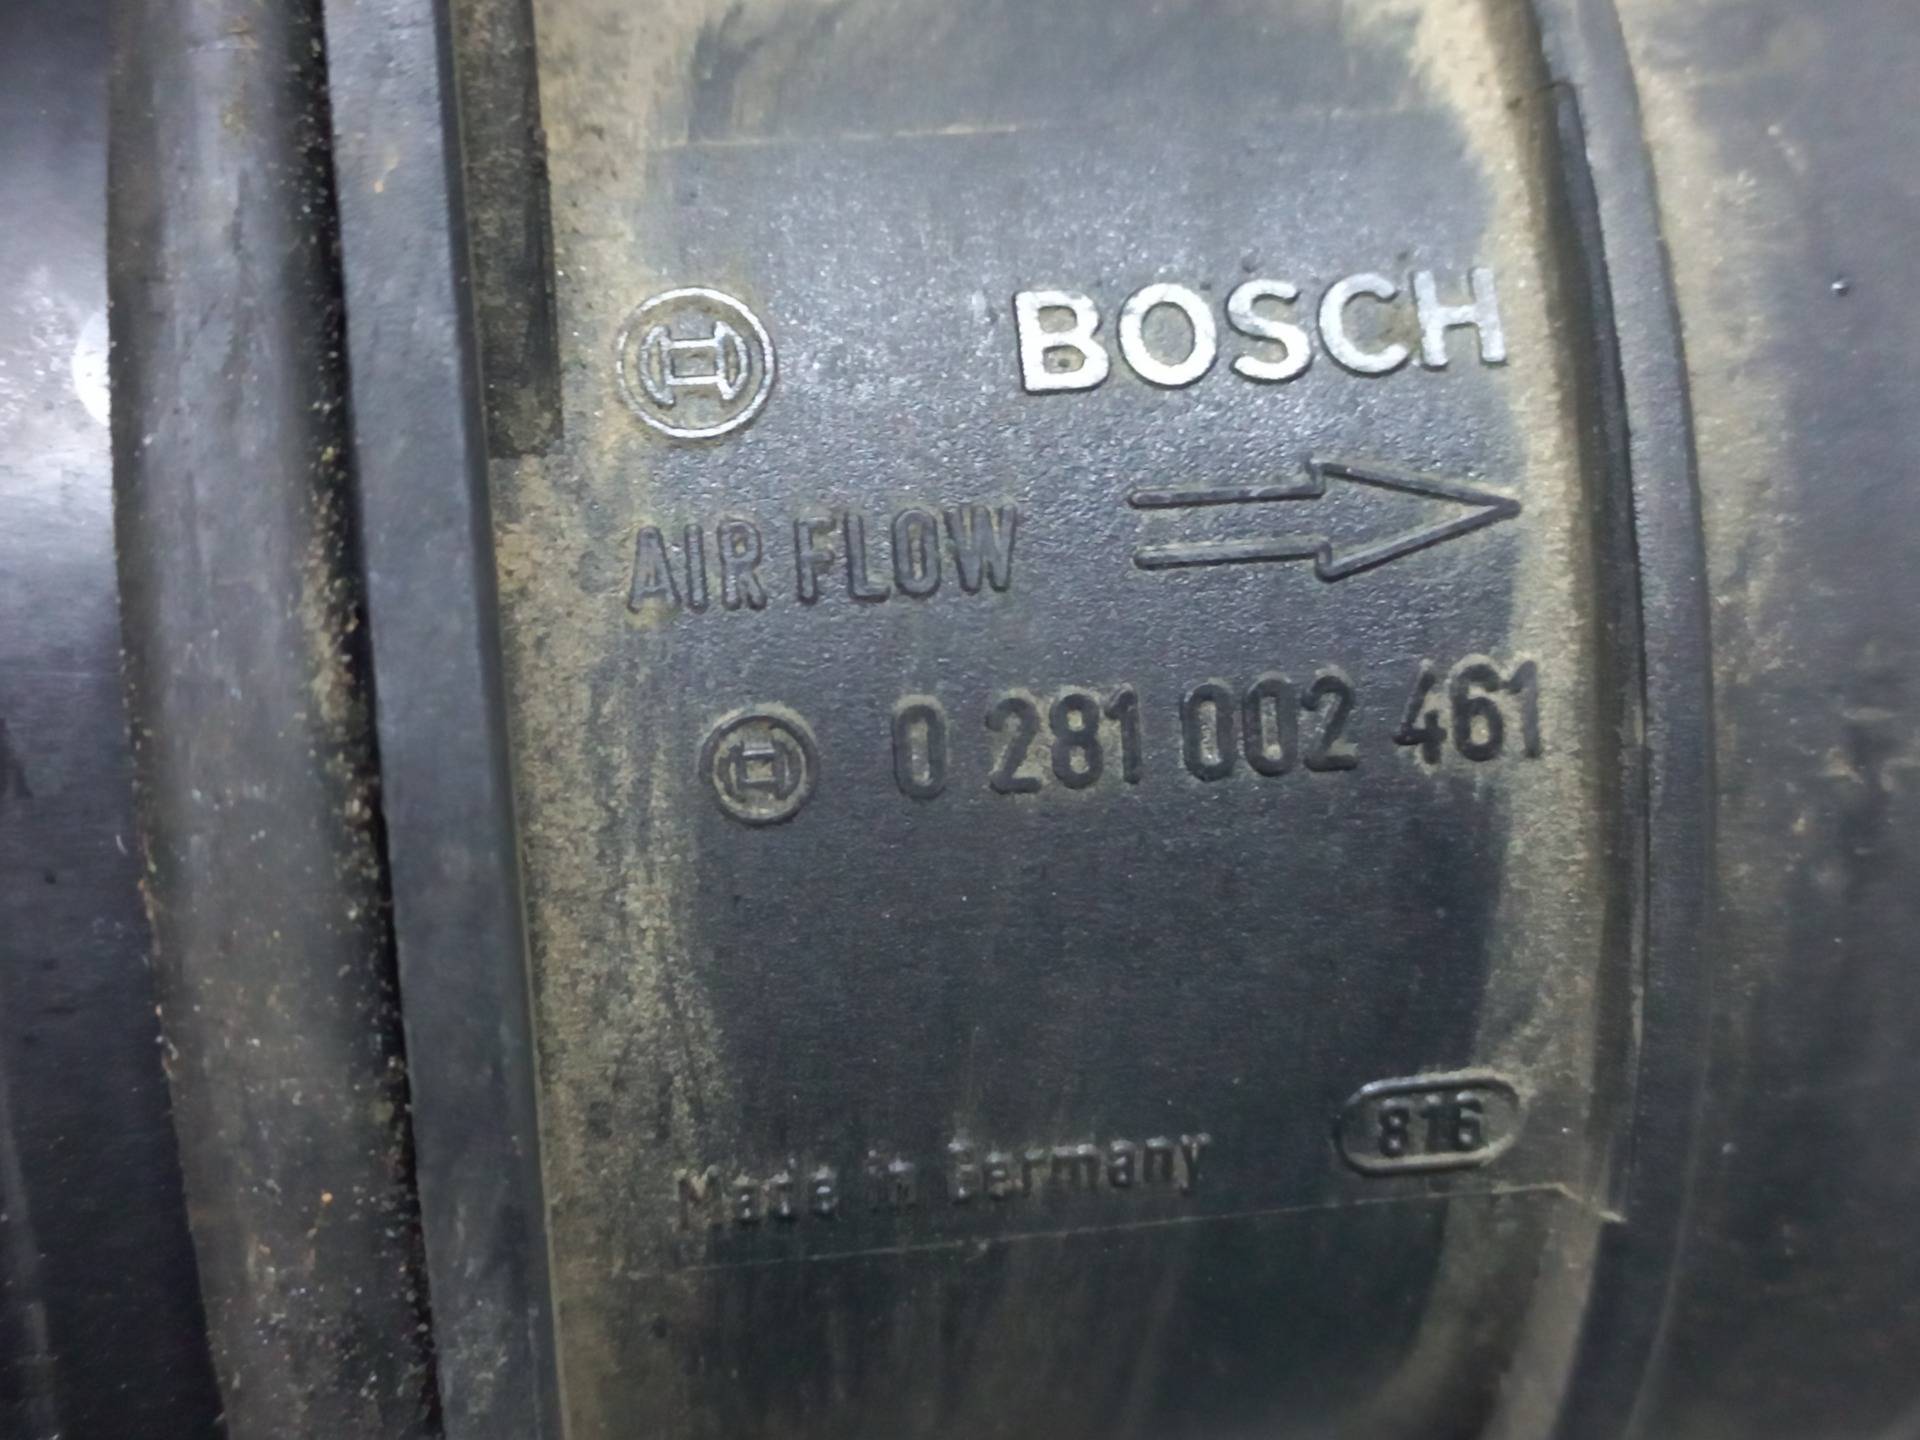 BOSCH
AIR FLOW
0 281 002 461
Made in Germany
816